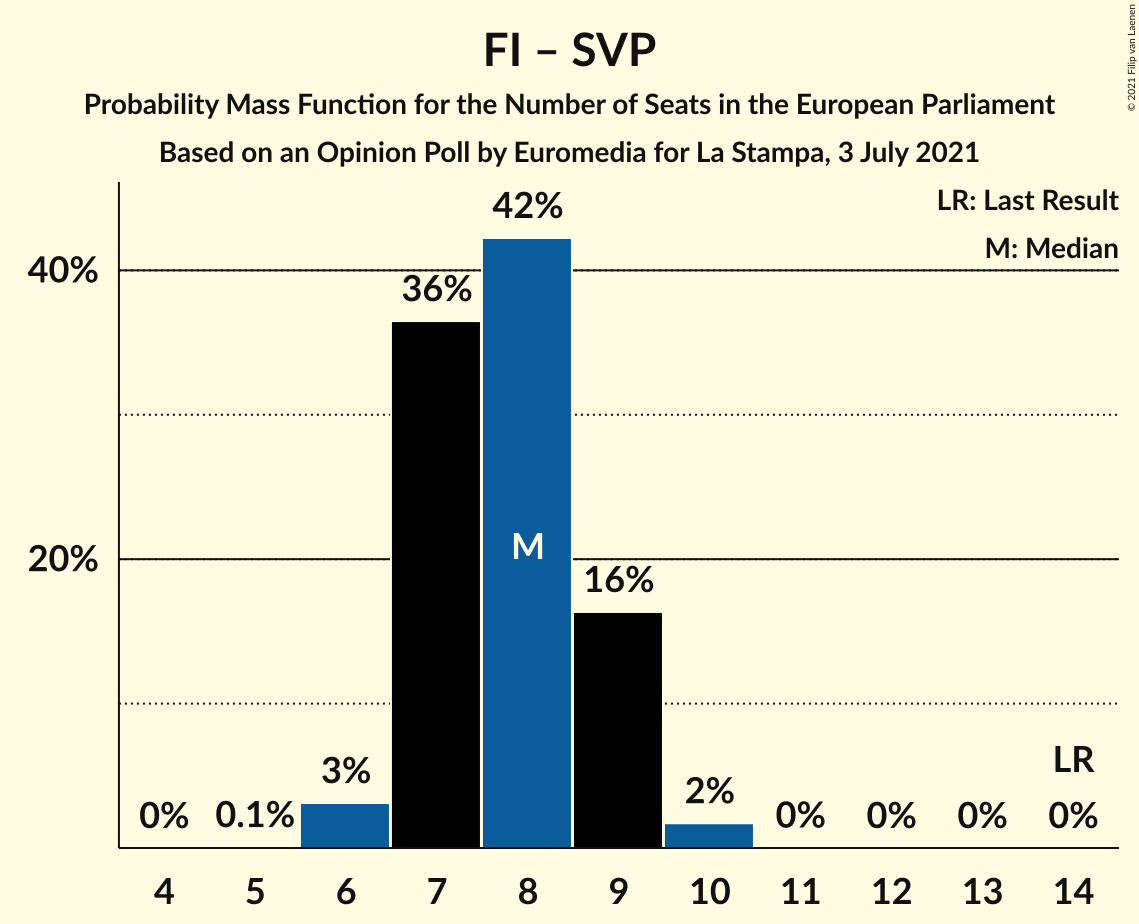 FI – SVP
Probability Mass Function for the Number of Seats in the European Parliament
Based on an Opinion Poll by Euromedia for La Stampa, 3 July 2021
© 2021 Filip van Laenen
LR: Last Result
M: Median
42%
40%
36%
M
20%
16%
LR
3%
2%
0% 0.1% 0% 0% 0% 0%
4 5 6 7 8 9 10 11 12 13 14